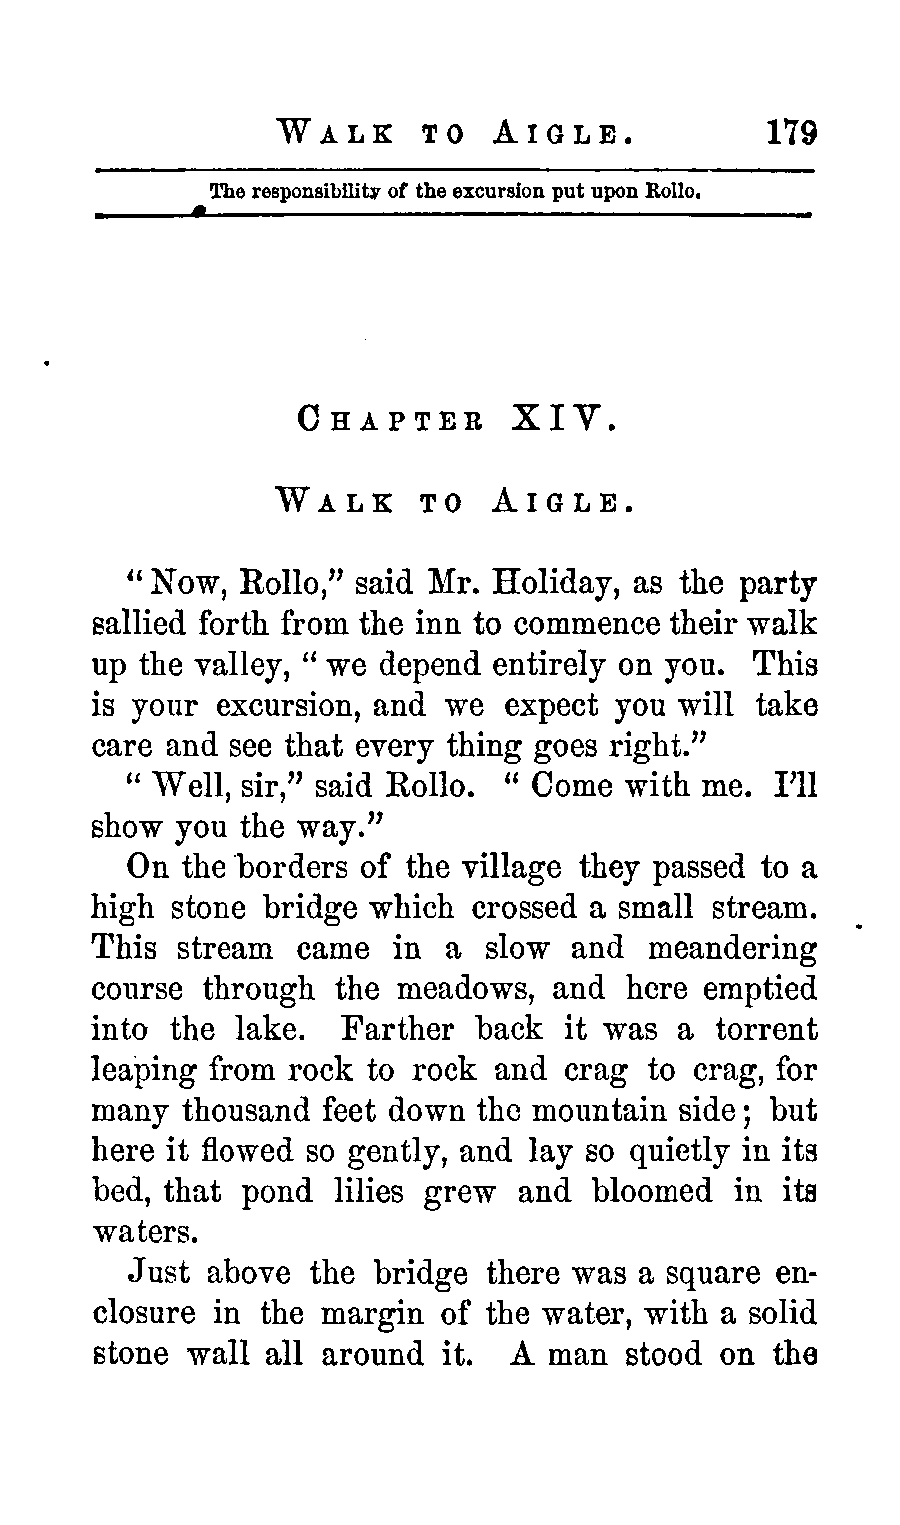 WALK TO AIGLE. 179
The responsibility of the excursion put upon Rollo.
CHAPTER XIV.
WALK TO AIGLE.
"Now, Rollo," said Mr. Holiday, as the party
sallied forth from the inn to commence their walk
up the valley, "we depend entirely on you. This
is your excursion, and we expect you will take
care and see that every thing goes right."
"Well, sir," said Rollo. "Come with me. I'll
show you the way."
On the borders of the village they passed to a
high stone bridge which crossed a small stream.
This stream came in a slow and meandering
course through the meadows, and here emptied
into the lake. Farther back it was a torrent
leaping from rock to rock and crag to crag, for
many thousand feet down the mountain side; but
here it flowed so gently, and lay so quietly in its
bed, that pond lilies grew and bloomed in its
waters.
Just above the bridge there was a square en-
closure in the margin of the water, with a solid
stone wall all around it. A man stood on the